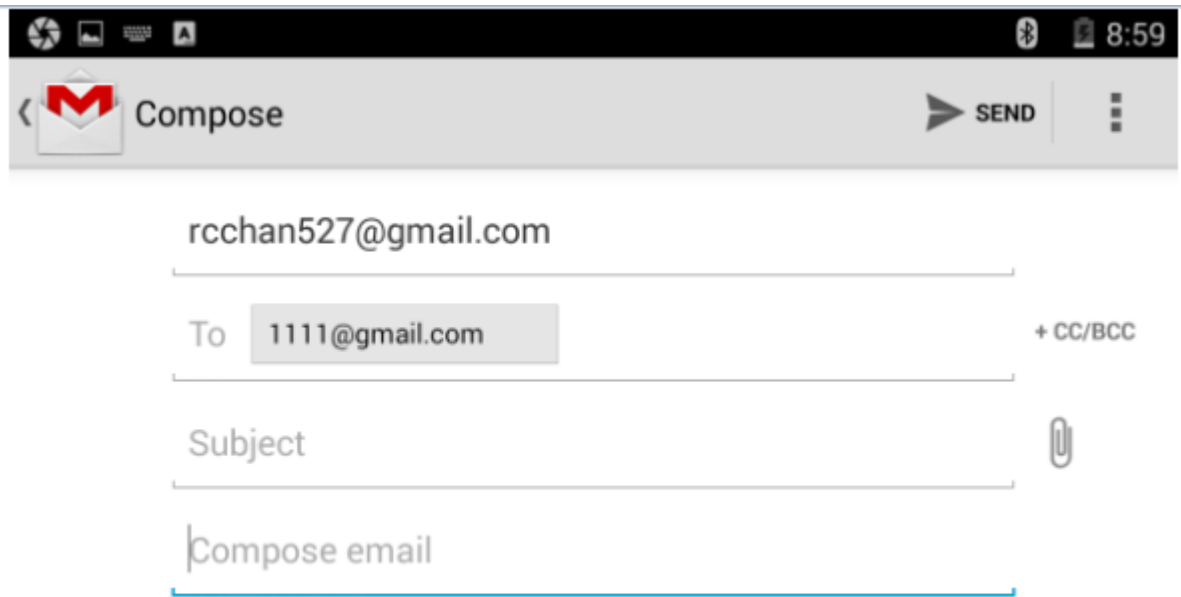 8:59
Compose
SEND
rcchan527@gmail.com
To 1111@gmail.com + CC/BCC
Subject
Compose email